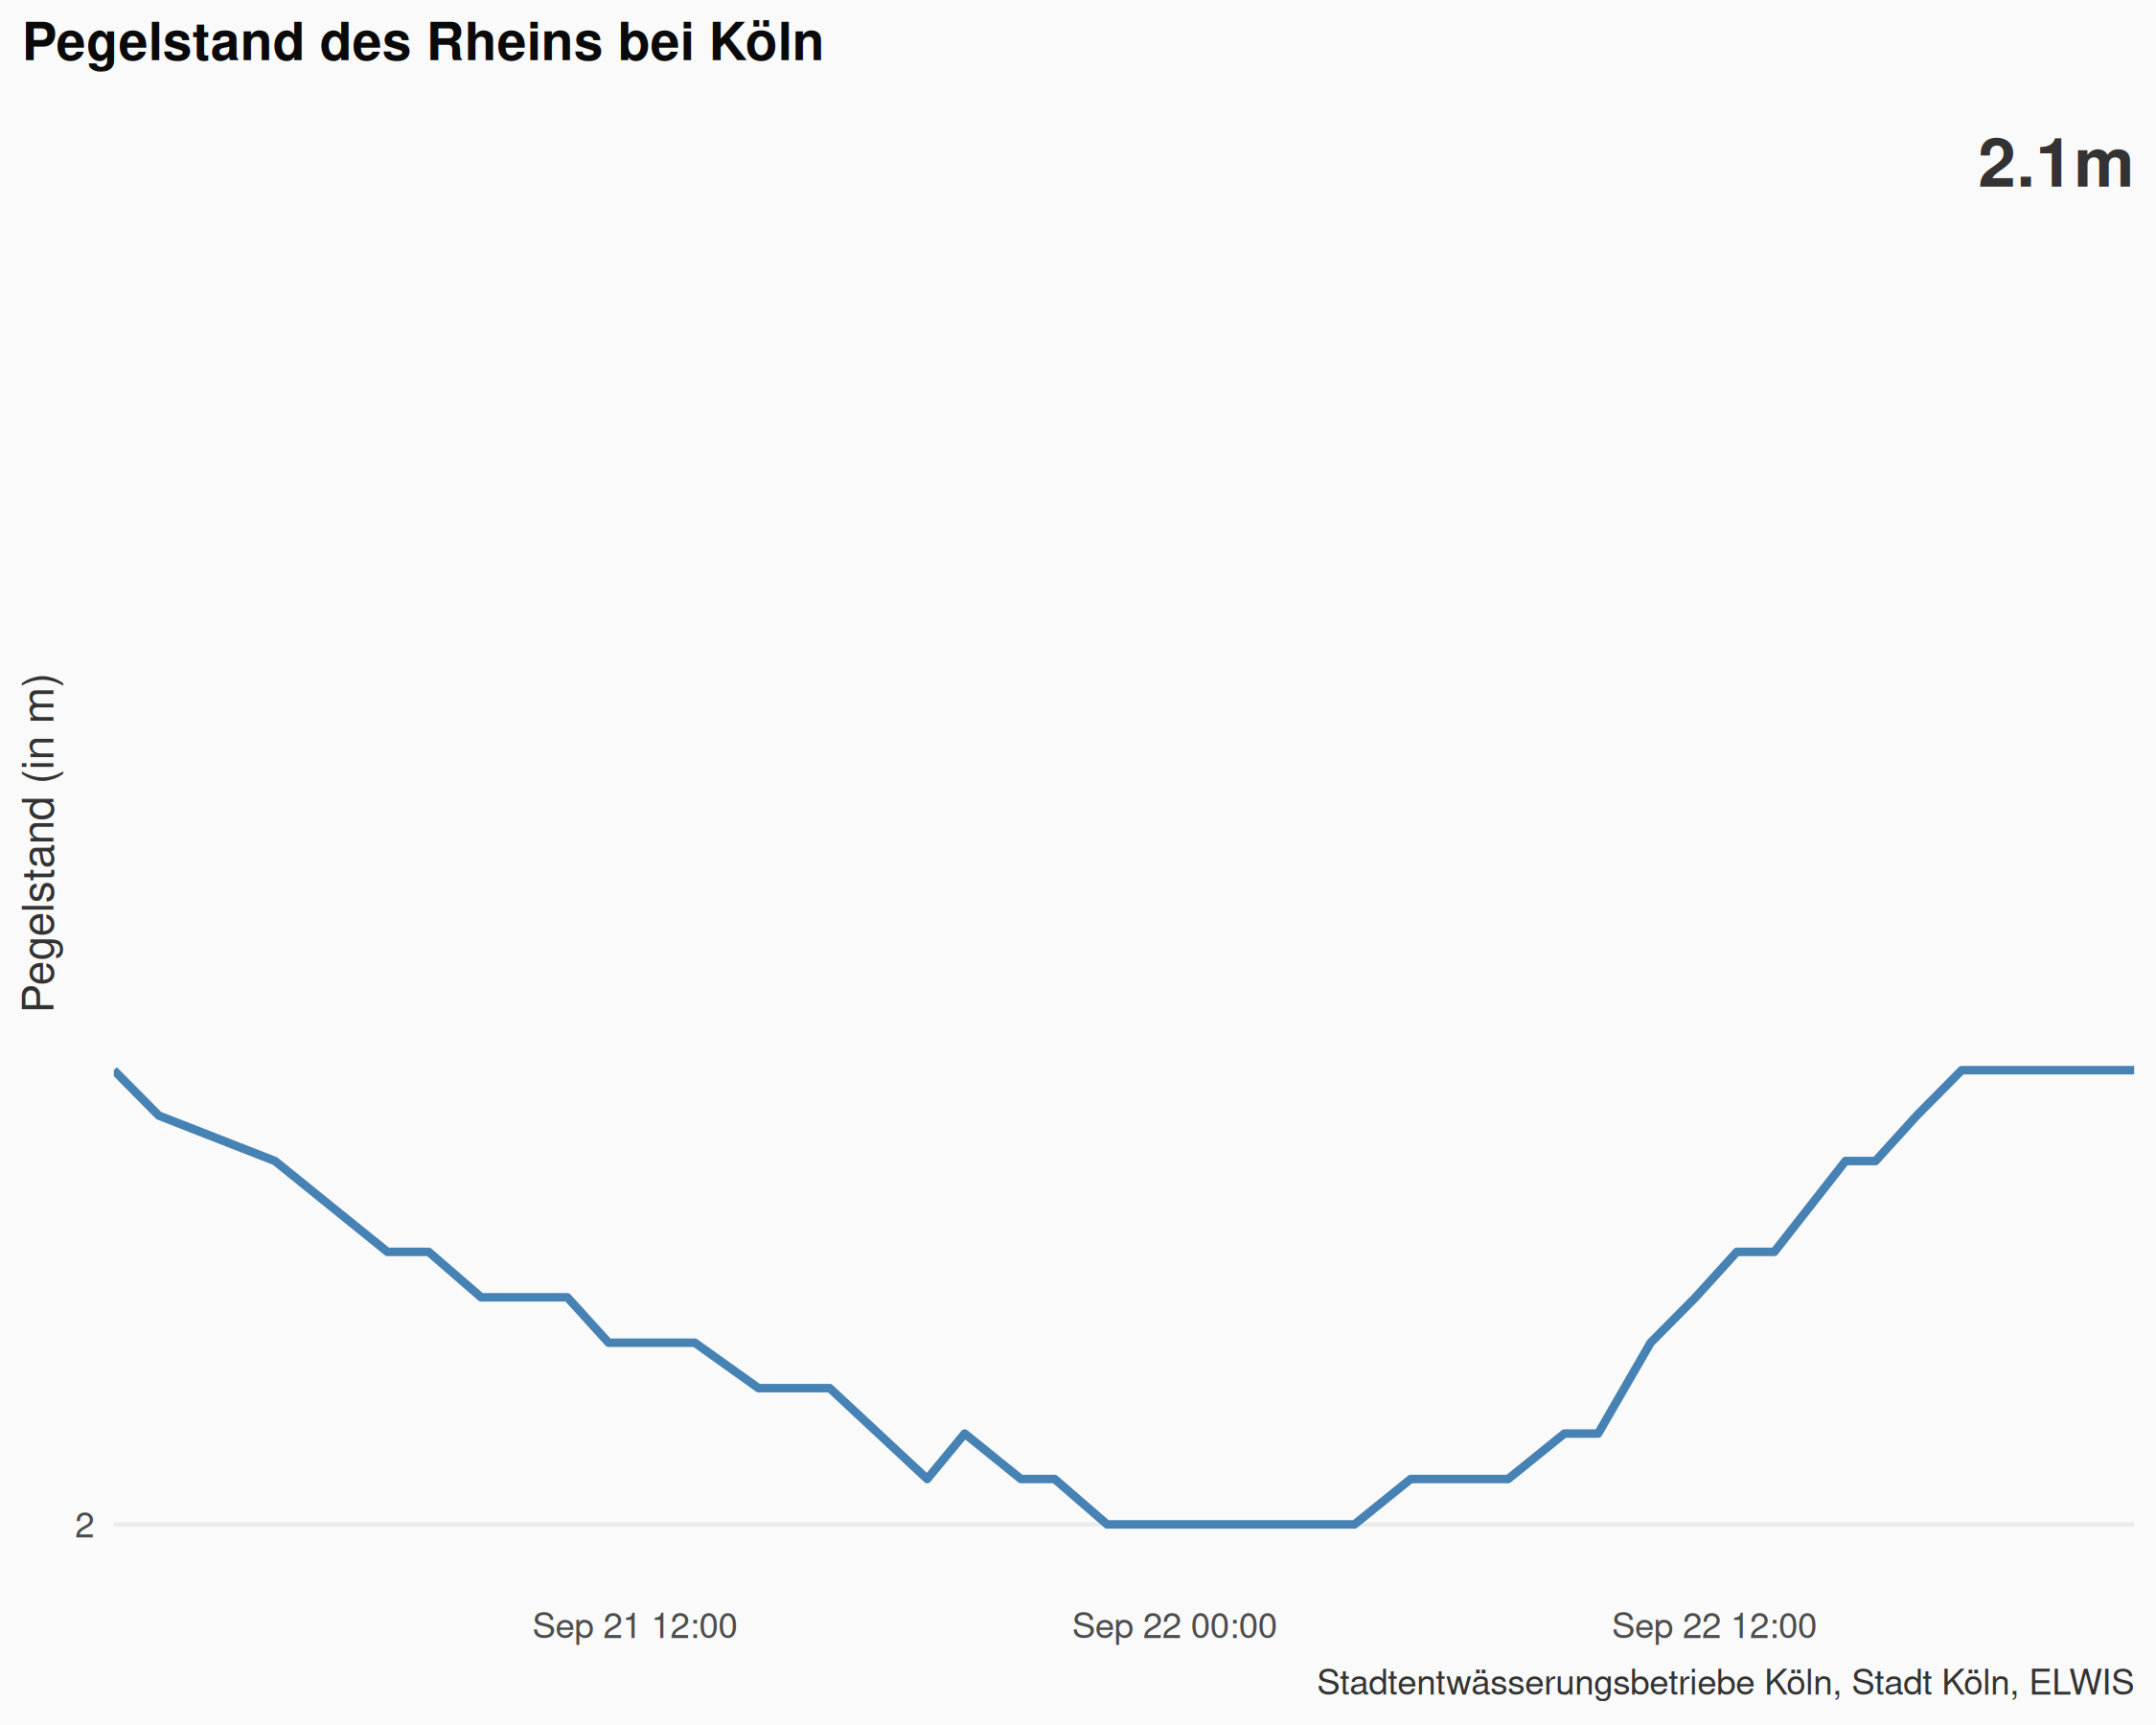 Pegelstand des Rheins bei Köln
2.1m
Pegelstand (in m)
2
Sep 21 12:00
Sep 22 00:00
Sep 22 12:00
Stadtentwässerungsbetriebe Köln, Stadt Köln, ELWIS